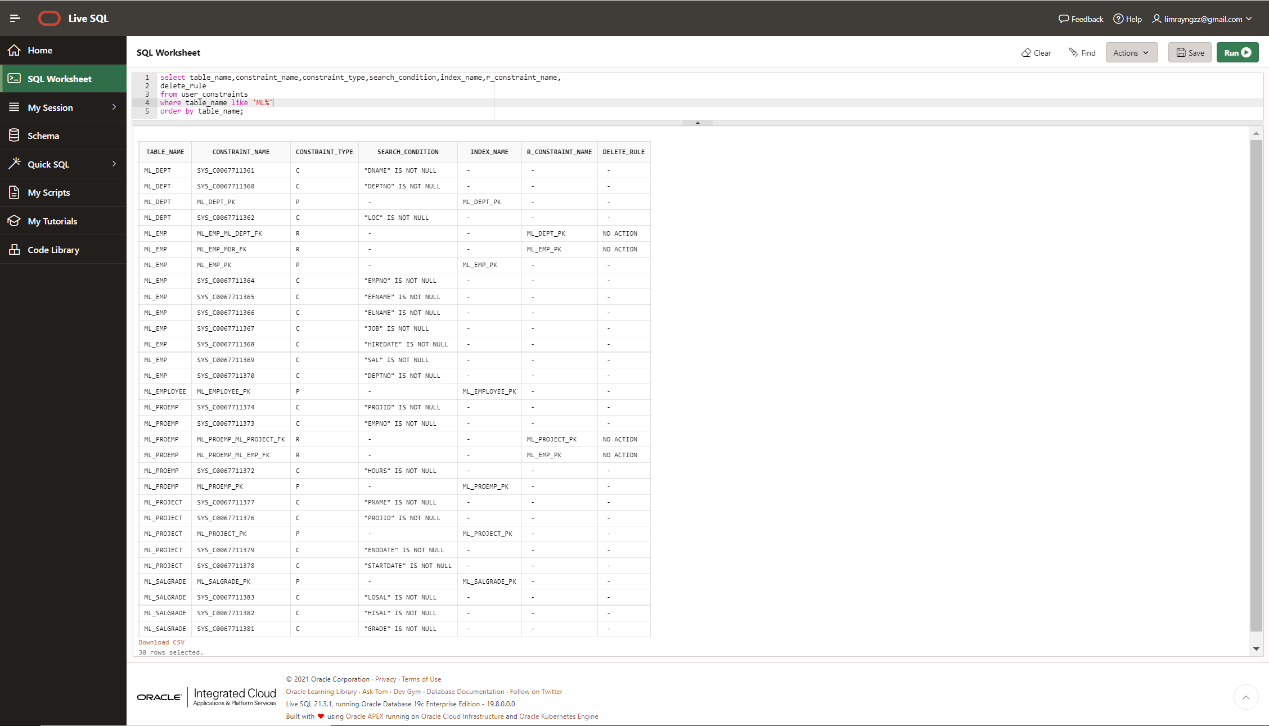 Live SQL
Feedback Help limrayngzz@gmail.com
Home
SQL Worksheet
My Session
Schema
Quick SQL
My Scripts
My Tutorials
Code Library
SQL Worksheet
Clear Find Actions Save Run
1 select table_name,constraint_name,constraint_type,search_condition,index_name,r_constraint_name,
2 delete_rule
3 from user_constraints
4 where table_name like 'ML%'
5 order by table_name;
TABLE_NAME CONSTRAINT_NAME CONSTRAINT_TYPE SEARCH_CONDITION INDEX_NAME R_CONSTRAINT_NAME DELETE_RULE
ML_DEPT SYS_C0067711361 C "DNAME" IS NOT NULL - - -
ML_DEPT SYS_C0067711360 C "DEPTNO" IS NOT NULL - - -
ML_DEPT ML_DEPT_PK P - ML_DEPT_PK - -
ML_DEPT SYS_C0067711362 C "LOC" IS NOT NULL - - -
ML_EMP ML_EMP_ML_DEPT_FK R - - ML_DEPT_PK NO ACTION
ML_EMP ML_EMP_MGR_FK R - - ML_EMP_PK NO ACTION
ML_EMP ML_EMP_PK P - ML_EMP_PK - -
ML_EMP SYS_C0067711364 C "EMPNO" IS NOT NULL - - -
ML_EMP SYS_C0067711365 C "EFNAME" IS NOT NULL - - -
ML_EMP SYS_C0067711366 C "ELNAME" IS NOT NULL - - -
ML_EMP SYS_C0067711367 C "JOB" IS NOT NULL - - -
ML_EMP SYS_C0067711368 C "HIREDATE" IS NOT NULL - - -
ML_EMP SYS_C0067711369 C "SAL" IS NOT NULL - - -
ML_EMP SYS_C0067711370 C "DEPTNO" IS NOT NULL - - -
ML_EMPLOYEE ML_EMPLOYEE_PK P - ML_EMPLOYEE_PK - -
ML_PROEMP SYS_C0067711374 C "PROJID" IS NOT NULL - - -
ML_PROEMP SYS_C0067711373 C "EMPNO" IS NOT NULL - - -
ML_PROEMP ML_PROEMP_ML_PROJECT_FK R - - ML_PROJECT_PK NO ACTION
ML_PROEMP ML_PROEMP_ML_EMP_FK R - - ML_EMP_PK NO ACTION
ML_PROEMP SYS_C0067711372 C "HOURS" IS NOT NULL - - -
ML_PROEMP ML_PROEMP_PK P - ML_PROEMP_PK - -
ML_PROJECT SYS_C0067711377 C "PNAME" IS NOT NULL - - -
ML_PROJECT SYS_C0067711376 C "PROJID" IS NOT NULL - - -
ML_PROJECT ML_PROJECT_PK P - ML_PROJECT_PK - -
ML_PROJECT SYS_C0067711379 C "ENDDATE" IS NOT NULL - - -
ML_PROJECT SYS_C0067711378 C "STARTDATE" IS NOT NULL - - -
ML_SALGRADE ML_SALGRADE_PK P - ML_SALGRADE_PK - -
ML_SALGRADE SYS_C0067711383 C "LOSAL" IS NOT NULL - - -
ML_SALGRADE SYS_C0067711382 C "HISAL" IS NOT NULL - - -
ML_SALGRADE SYS_C0067711381 C "GRADE" IS NOT NULL - - -
Download CSV
30 rows selected.
ORACLE Integrated Cloud
Applications & Platform Services
© 2021 Oracle Corporation · Privacy · Terms of Use
Oracle Learning Library · Ask Tom · Dev Gym · Database Documentation · Follow on Twitter
Live SQL 21.3.1, running Oracle Database 19c Enterprise Edition - 19.8.0.0.0
Built with ❤ using Oracle APEX running on Oracle Cloud Infrastructure and Oracle Kubernetes Engine